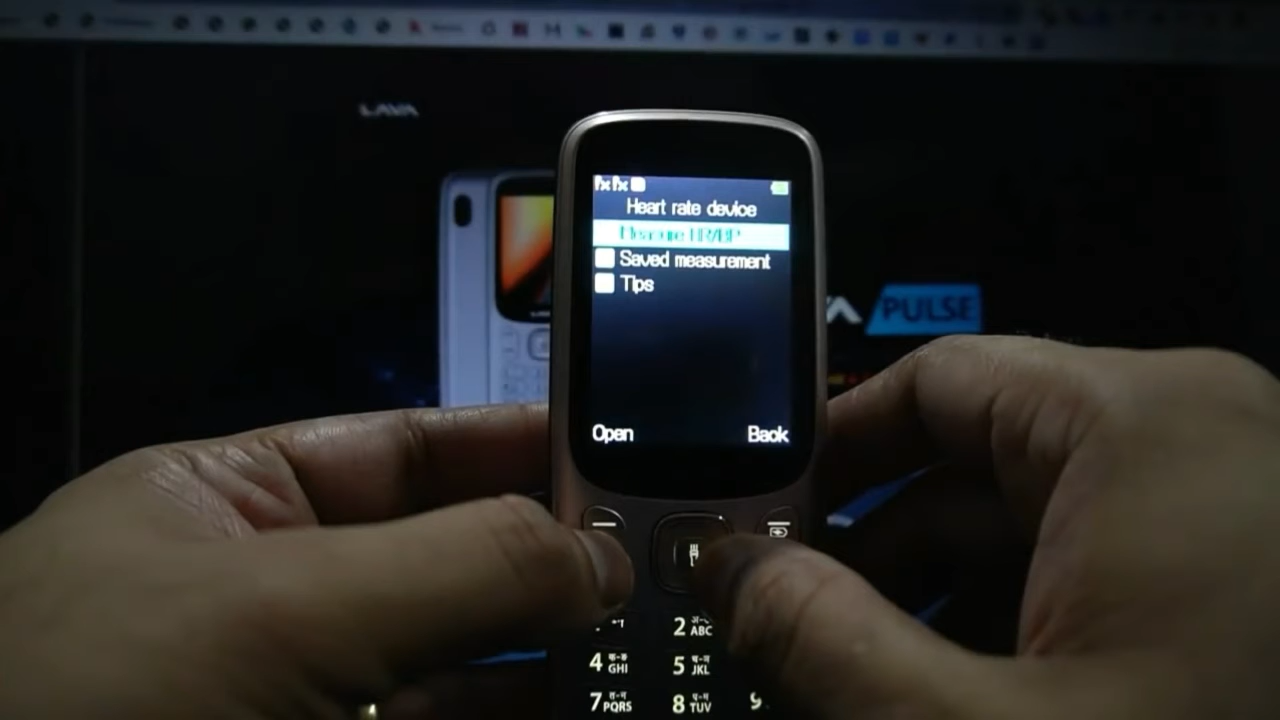 LAVA
Heart rate device
Measure HR/BP
Saved measurement
Tips
PULSE
Open
Back
2 ABC
4 GHI
5 JKL
7 PQRS
8 TUV